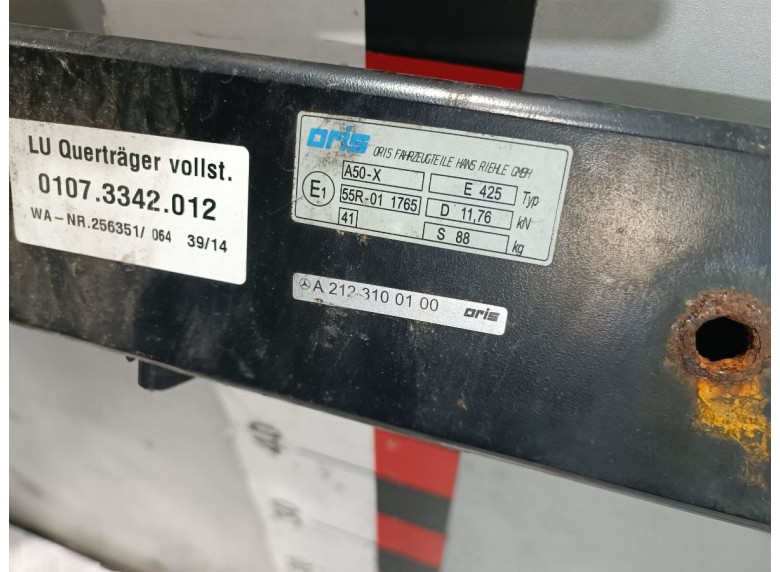 LU Querträger vollst.
0107.3342.012
WA-NR.256351/ 064 39/14
oris ORIS FAHRZEUGTEILE HANS RIEHLE GMBH
E1
A50-X E 425 Typ
55R-01 1765 D 11,76 kN
41 S 88 kg
A 212 310 01 00 oris
40
30